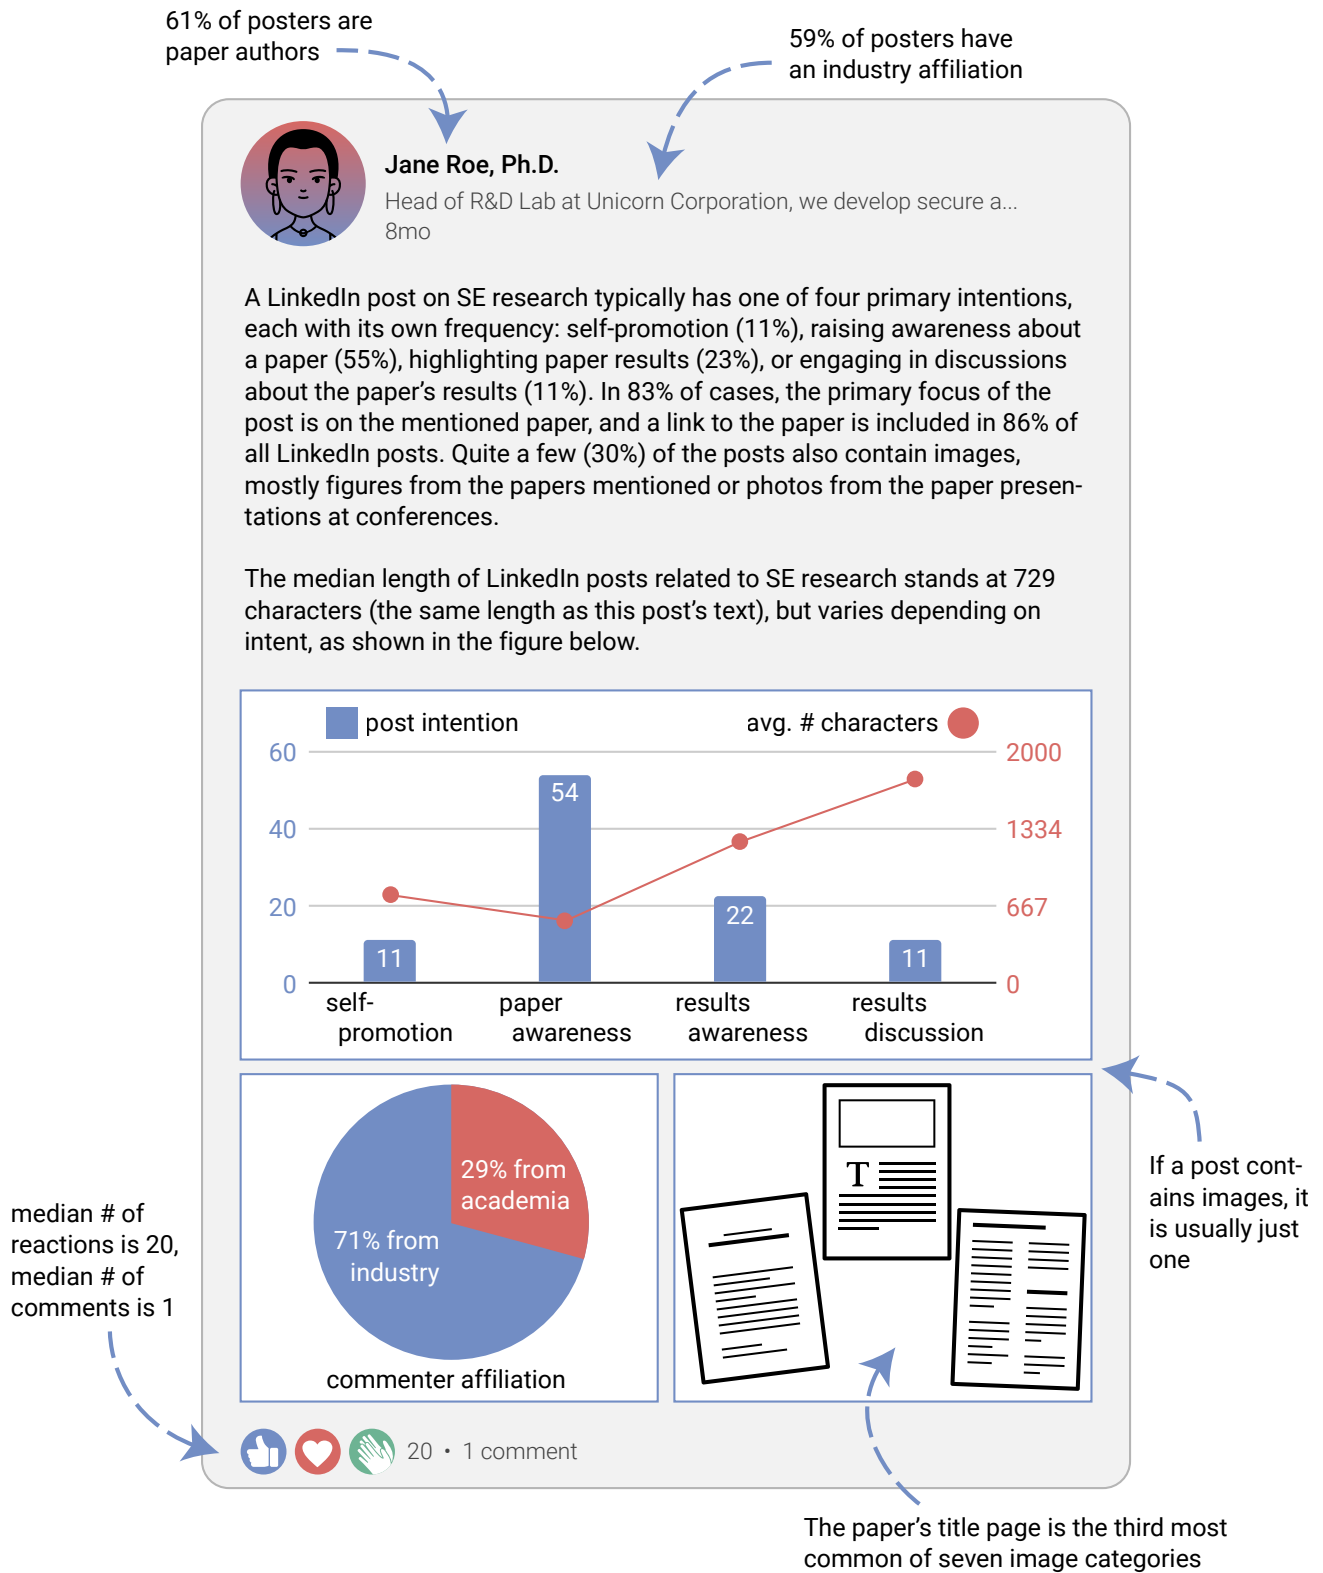 61% of posters are
paper authors
59% of posters have
an industry affiliation
Jane Roe, Ph.D.
Head of R&D Lab at Unicorn Corporation, we develop secure a...
8mo
A LinkedIn post on SE research typically has one of four primary intentions,
each with its own frequency: self-promotion (11%), raising awareness about
a paper (55%), highlighting paper results (23%), or engaging in discussions
about the paper’s results (11%). In 83% of cases, the primary focus of the
post is on the mentioned paper, and a link to the paper is included in 86% of
all LinkedIn posts. Quite a few (30%) of the posts also contain images,
mostly figures from the papers mentioned or photos from the paper presen-
tations at conferences.
The median length of LinkedIn posts related to SE research stands at 729
characters (the same length as this post’s text), but varies depending on
intent, as shown in the figure below.
post intention
avg. # characters
60
2000
54
40
1334
20
667
22
11
11
0
0
self-
promotion
paper
awareness
results
awareness
results
discussion
29% from
academia
71% from
industry
commenter affiliation
T
If a post cont-
ains images, it
is usually just
one
median # of
reactions is 20,
median # of
comments is 1
20 • 1 comment
The paper’s title page is the third most
common of seven image categories